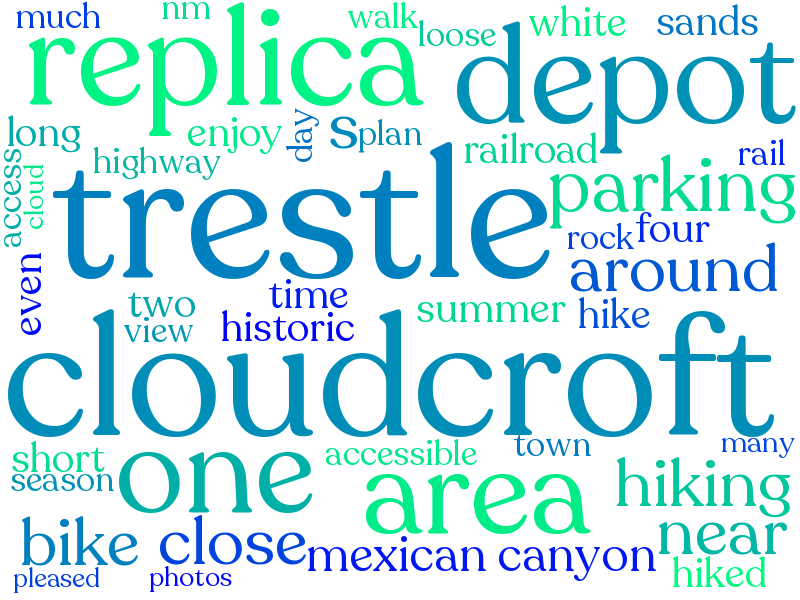 much
nm
walk
loose
white
sands
replica
depot
long
enjoy
day
s
plan
railroad
rail
highway
access
cloud
trestle
parking
rock
four
around
even
two
time
view
historic
summer
hike
cloudcroft
short
season
one
accessible
town
many
area
hiking
bike
close
mexican canyon
near
hiked
pleased
photos